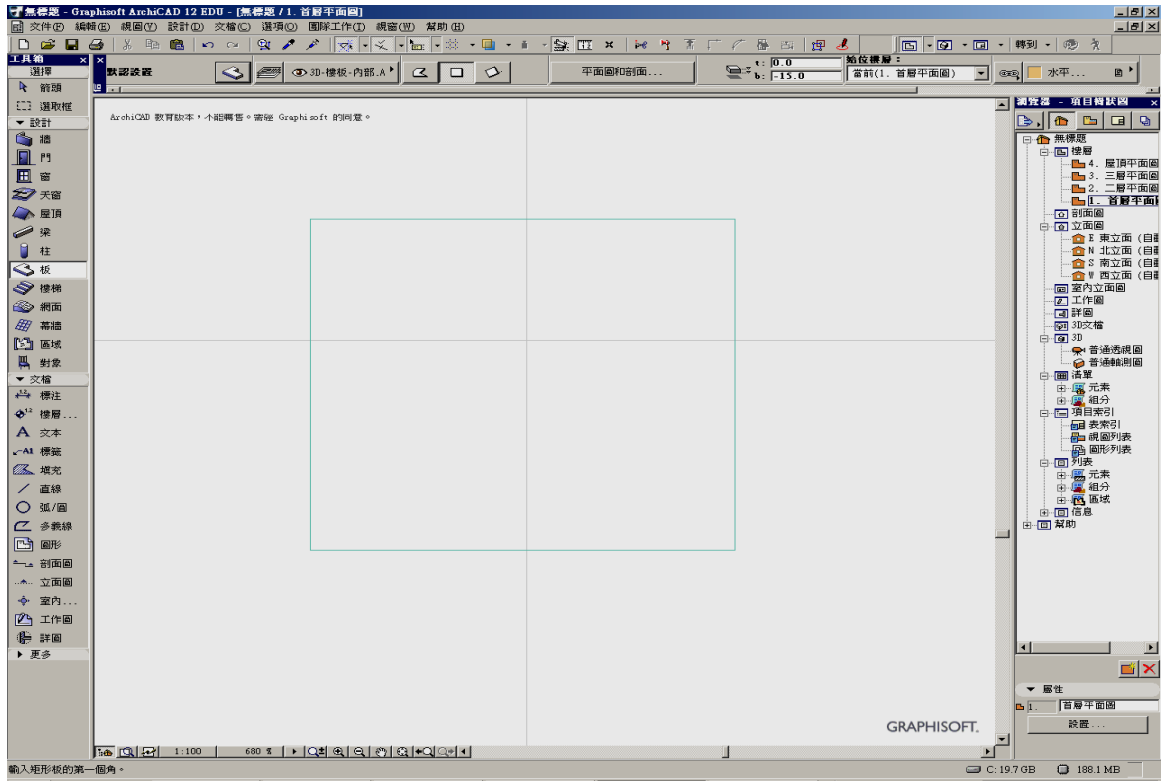 無標題 - Graphisoft ArchiCAD 12 EDU - [無標題 / 1. 首層平面圖]
文件(F) 編輯(E) 視圖(V) 設計(D) 文檔(C) 選項(O) 團隊工作(T) 視窗(W) 幫助(H)
轉到
工具箱
選擇
箭頭
選取框
設計
牆
門
窗
天窗
屋頂
梁
柱
板
樓梯
網面
幕牆
區域
對象
文檔
標注
樓層...
文本
標籤
填充
直線
弧/圓
多義線
圖形
剖面圖
立面圖
室內...
工作圖
詳圖
更多
默認設置
3D-樓板-內部.A
平面圖和剖面...
t: 0.0
b: -15.0
始位樓層：
當前(1. 首層平面圖)
水平...
ArchiCAD 教育版本，不能轉售。需經 Graphisoft 的同意。
GRAPHISOFT.
瀏覽器 - 項目樹狀圖
無標題
樓層
4. 屋頂平面圖
3. 三層平面圖
2. 二層平面圖
1. 首層平面圖
剖面圖
立面圖
E 東立面 (自動
N 北立面 (自動
S 南立面 (自動
W 西立面 (自動
室內立面圖
工作圖
詳圖
3D文檔
3D
普通透視圖
普通軸測圖
清單
元素
組分
項目索引
表索引
視圖列表
圖形列表
列表
元素
組分
區域
信息
幫助
屬性
1. 首層平面圖
設置...
1:100 680 %
輸入矩形板的第一個角。
C: 19.7 GB 188.1 MB